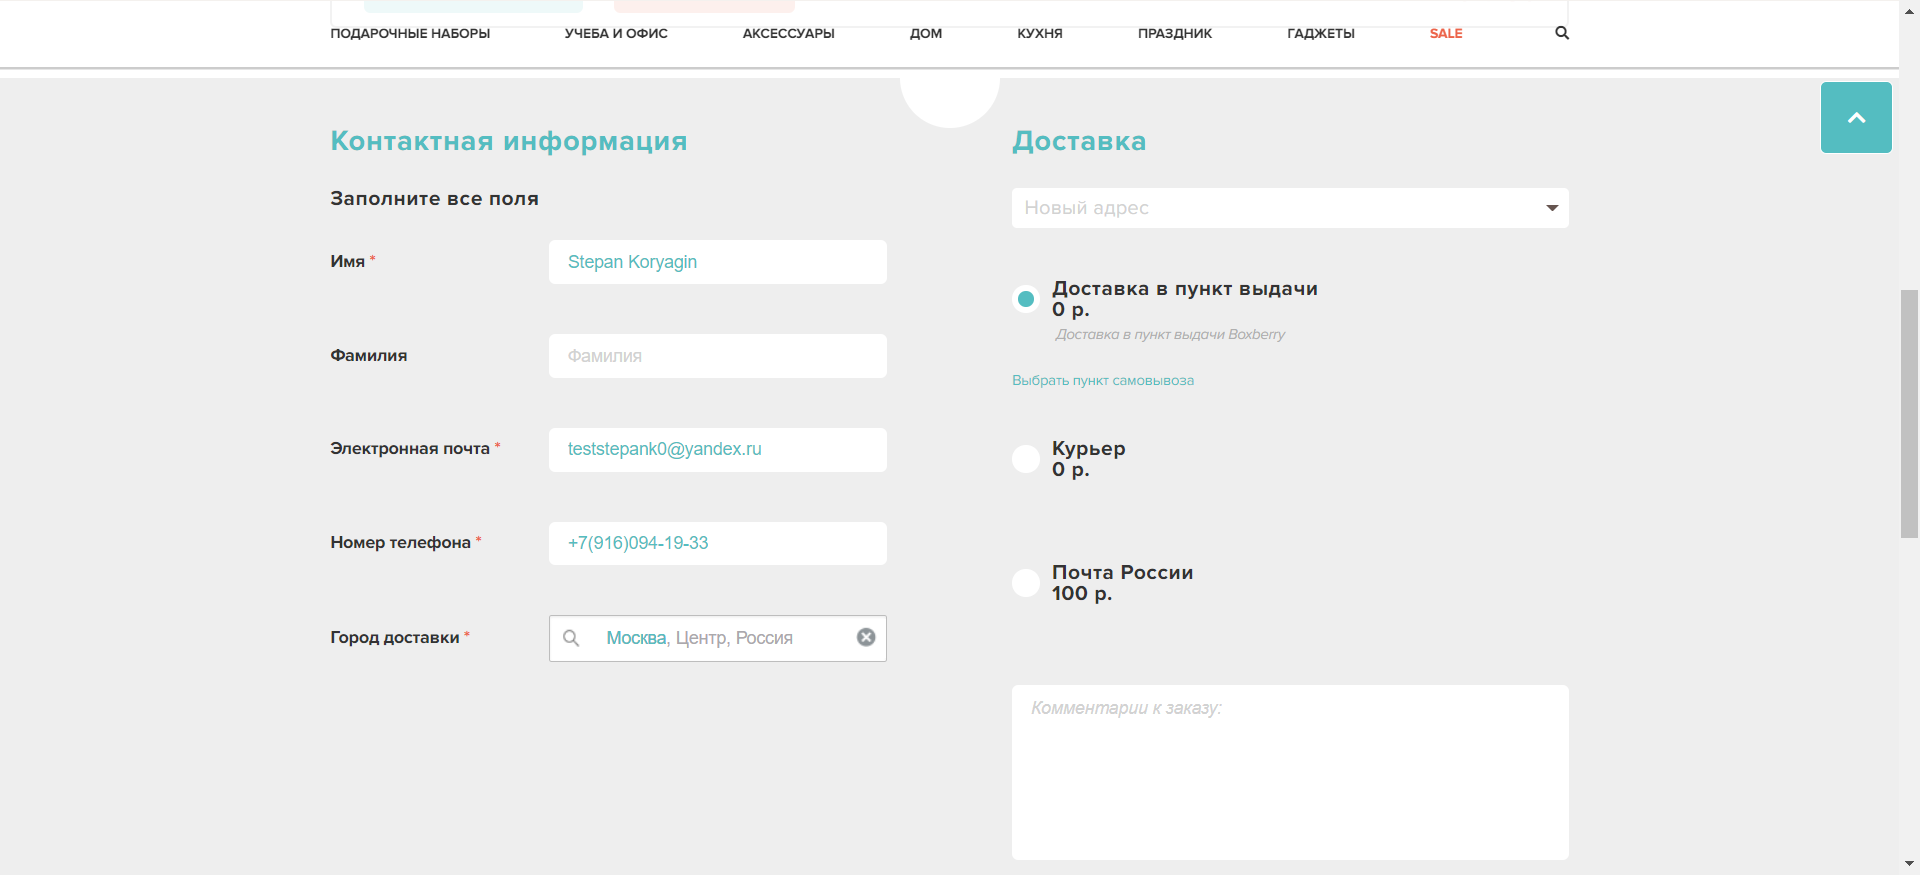 ПОДАРОЧНЫЕ НАБОРЫ УЧЕБА И ОФИС АКСЕССУАРЫ ДОМ КУХНЯ ПРАЗДНИК ГАДЖЕТЫ SALE
Контактная информация
Заполните все поля
Имя *
Stepan Koryagin
Фамилия
Фамилия
Электронная почта *
teststepank0@yandex.ru
Номер телефона *
+7(916)094-19-33
Город доставки *
Москва, Центр, Россия
Доставка
Новый адрес
Доставка в пункт выдачи
0 р.
Доставка в пункт выдачи Boxberry
Выбрать пункт самовывоза
Курьер
0 р.
Почта России
100 р.
Комментарии к заказу: